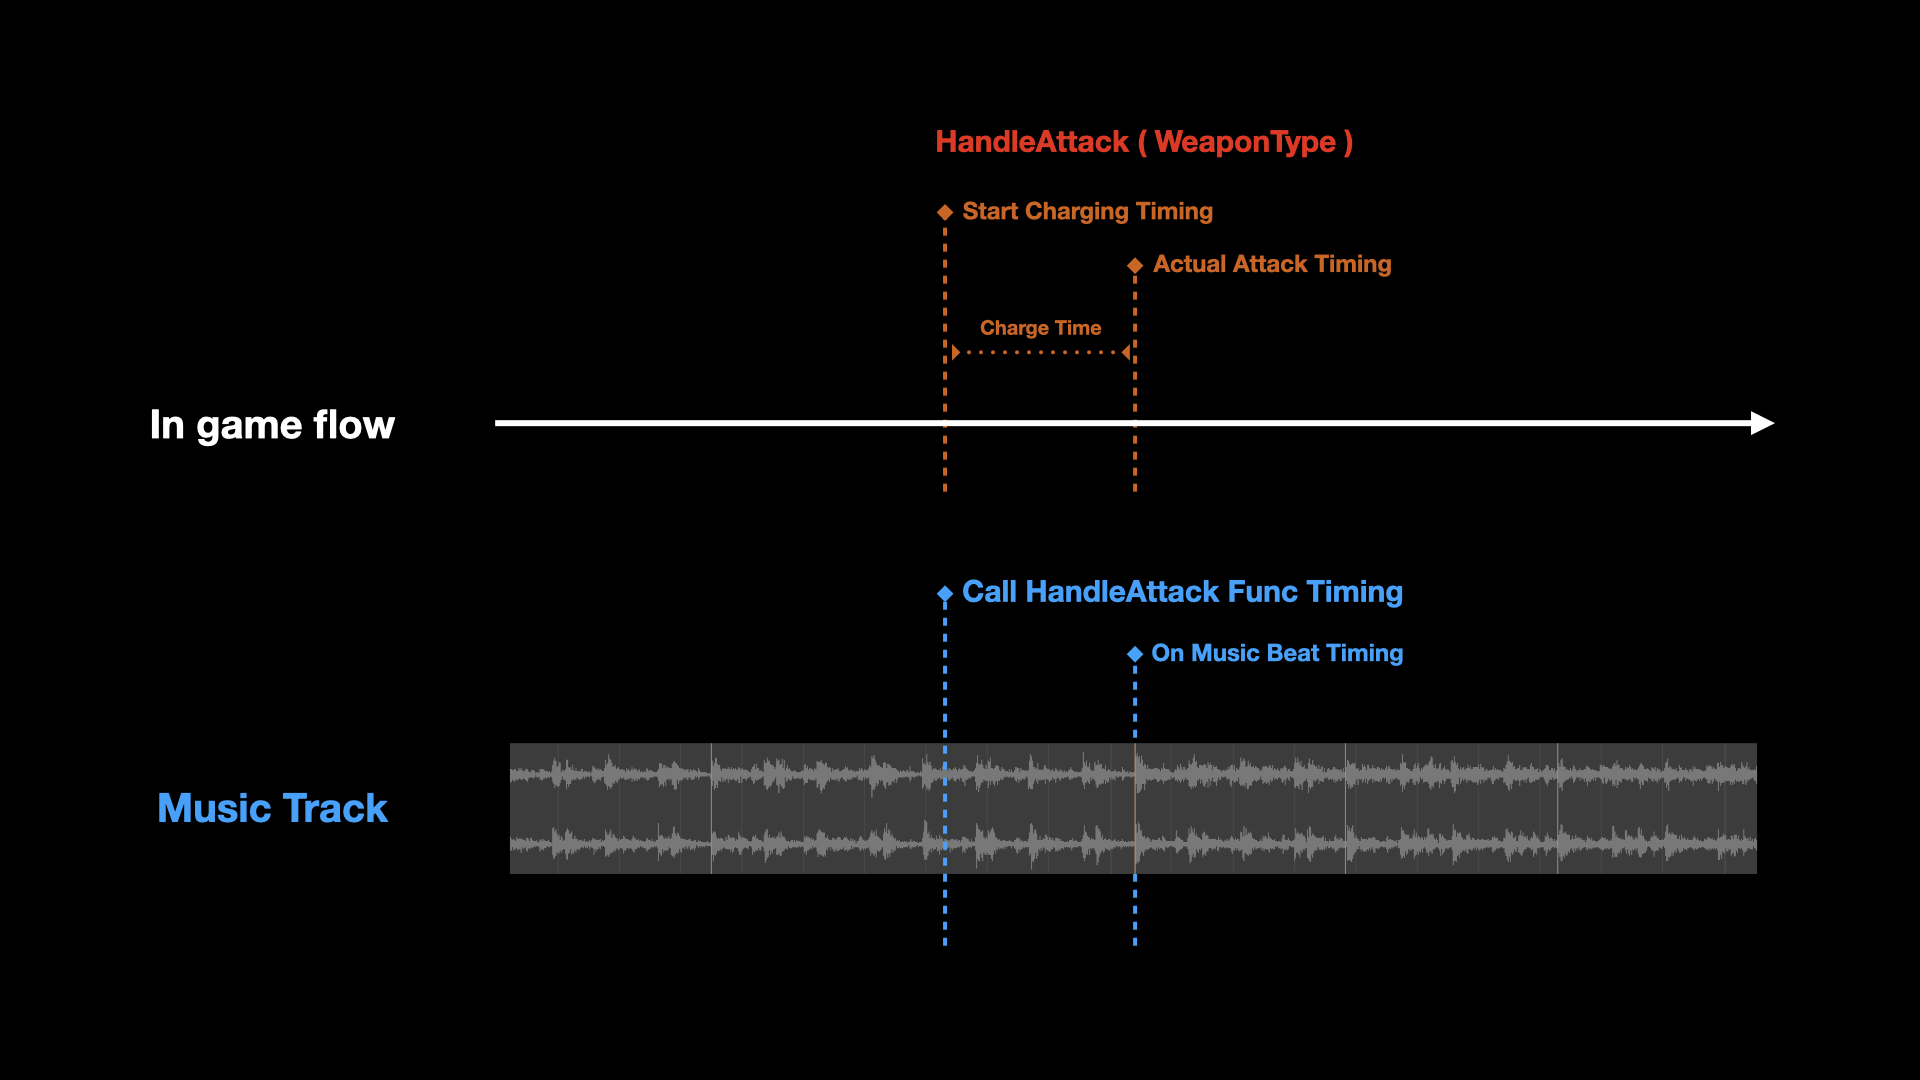 HandleAttack ( WeaponType )
Start Charging Timing
Actual Attack Timing
Charge Time
In game flow
Call HandleAttack Func Timing
On Music Beat Timing
Music Track